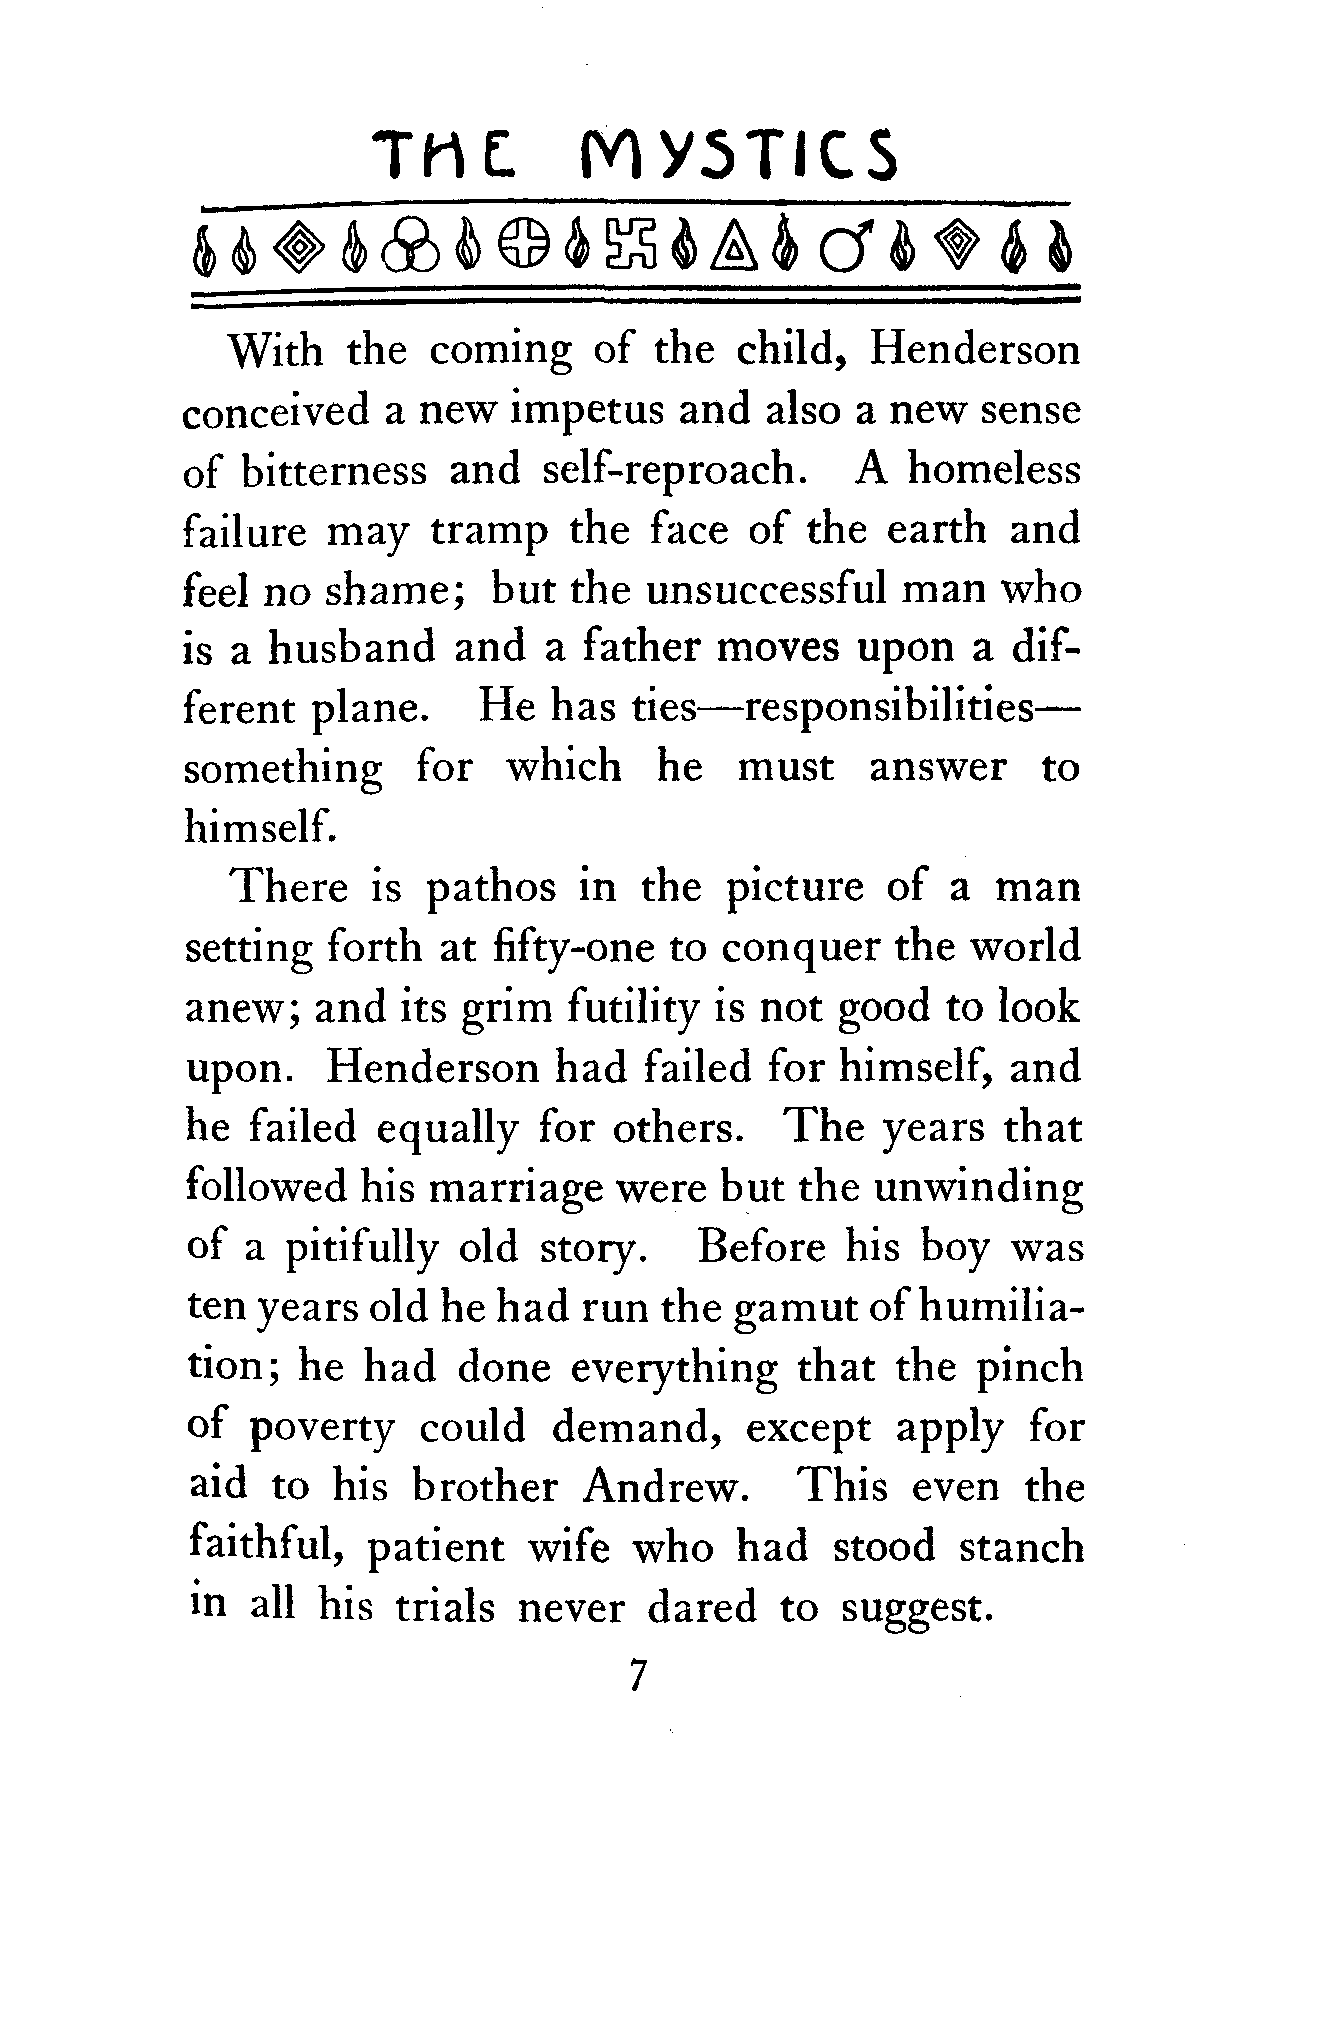 THE MYSTICS
With the coming of the child, Henderson
conceived a new impetus and also a new sense
of bitterness and self-reproach. A homeless
failure may tramp the face of the earth and
feel no shame; but the unsuccessful man who
is a husband and a father moves upon a dif-
ferent plane. He has ties—responsibilities—
something for which he must answer to
himself.
There is pathos in the picture of a man
setting forth at fifty-one to conquer the world
anew; and its grim futility is not good to look
upon. Henderson had failed for himself, and
he failed equally for others. The years that
followed his marriage were but the unwinding
of a pitifully old story. Before his boy was
ten years old he had run the gamut of humilia-
tion; he had done everything that the pinch
of poverty could demand, except apply for
aid to his brother Andrew. This even the
faithful, patient wife who had stood stanch
in all his trials never dared to suggest.
7